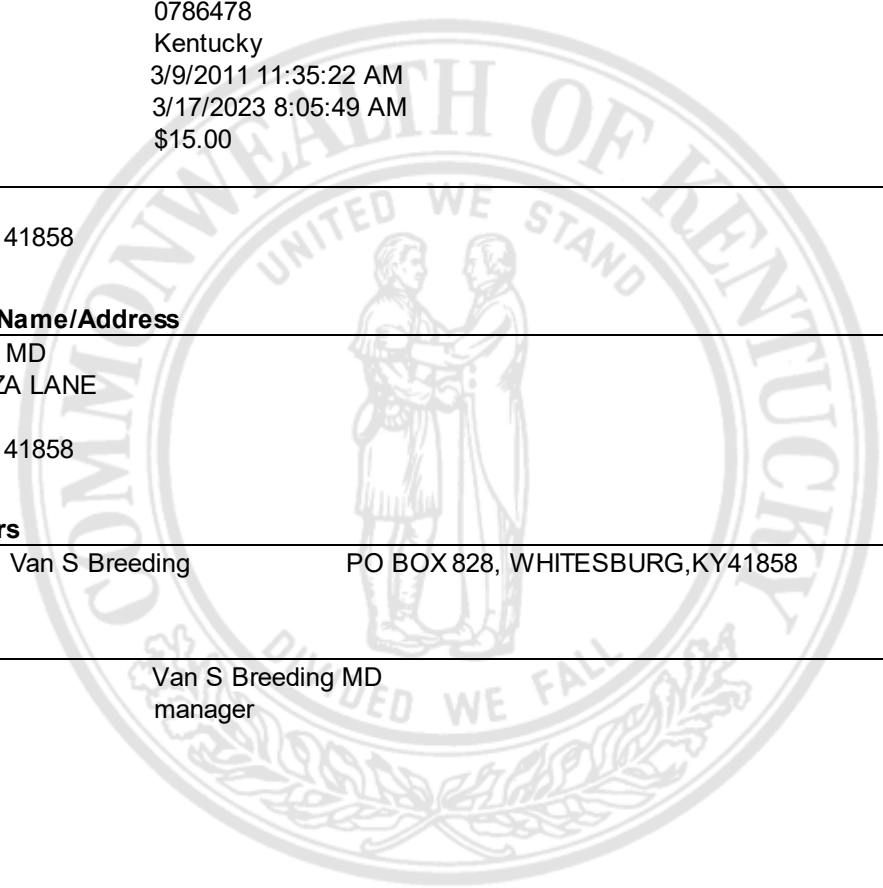 0786478
Kentucky
3/9/2011 11:35:22 AM
3/17/2023 8:05:49 AM
$15.00
41858
Name/Address
MD
ZA LANE
41858
rs
Van S Breeding PO BOX 828, WHITESBURG,KY41858
Van S Breeding MD
manager
COMMONWEALTH OF KENTUCKY
UNITED WE STAND
DIVIDED WE FALL